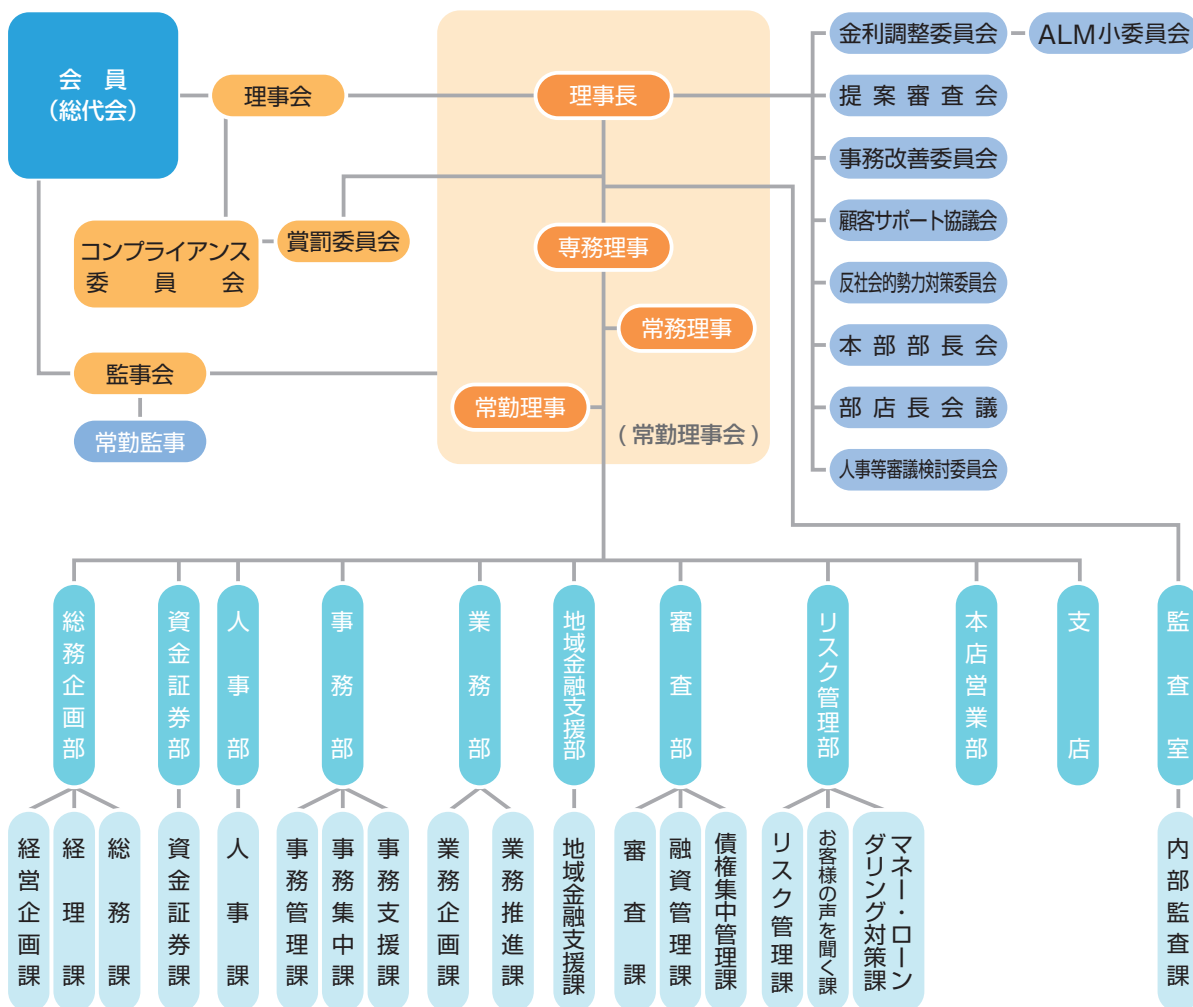 会員
（総代会）
理事会
理事長
金利調整委員会
ALM小委員会
提案審査会
事務改善委員会
顧客サポート協議会
反社会的勢力対策委員会
本部部長会
部店長会議
人事等審議検討委員会
コンプライアンス
委員会
賞罰委員会
専務理事
常務理事
常勤理事
（常勤理事会）
監事会
常勤監事
総務企画部
資金証券部
人事部
事務部
業務部
地域金融支援部
審査部
リスク管理部
本店営業部
支店
監査室
経営企画課
経理課
総務課
資金証券課
人事課
事務管理課
事務集中課
事務支援課
業務企画課
業務推進課
地域金融支援課
審査課
融資管理課
債権集中管理課
リスク管理課
お客様の声を聞く課
マネー・ローン
ダリング対策課
内部監査課